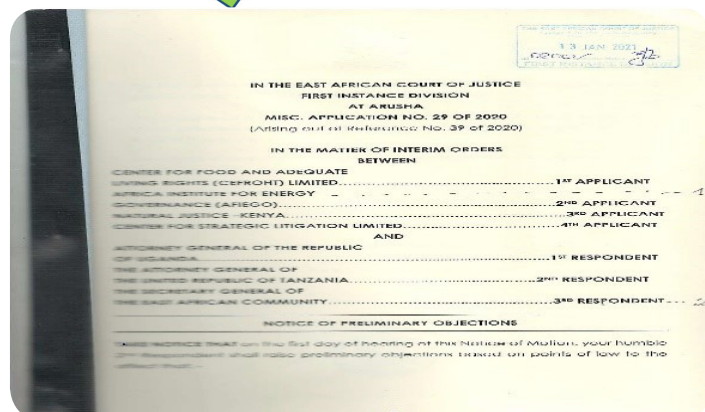 THE EAST AFRICAN COURT OF JUSTICE
13 JAN 2021
IN THE EAST AFRICAN COURT OF JUSTICE
FIRST INSTANCE DIVISION
AT ARUSHA
MISC. APPLICATION NO. 29 OF 2020
(Arising out of Reference No. 39 of 2020)
IN THE MATTER OF INTERIM ORDERS
BETWEEN
CENTER FOR FOOD AND ADEQUATE
LIVING RIGHTS (CEFROHT) LIMITED.......................................................1ST APPLICANT
AFRICA INSTITUTE FOR ENERGY
GOVERNANCE (AFIEGO).......................................................2ND APPLICANT
NATURAL JUSTICE -KENYA.......................................................3RD APPLICANT
CENTER FOR STRATEGIC LITIGATION LIMITED.......................................4TH APPLICANT
AND
ATTORNEY GENERAL OF THE REPUBLIC
OF UGANDA.......................................................1ST RESPONDENT
THE ATTORNEY GENERAL OF
THE UNITED REPUBLIC OF TANZANIA.......................................2ND RESPONDENT
THE SECRETARY GENERAL OF
THE EAST AFRICAN COMMUNITY.......................................3RD RESPONDENT
NOTICE OF PRELIMINARY OBJECTIONS
TAKE NOTICE THAT on the first day of hearing of this Notice of Motion, your humble
2nd Respondent shall raise preliminary objections based on points of law to the
effect that: -